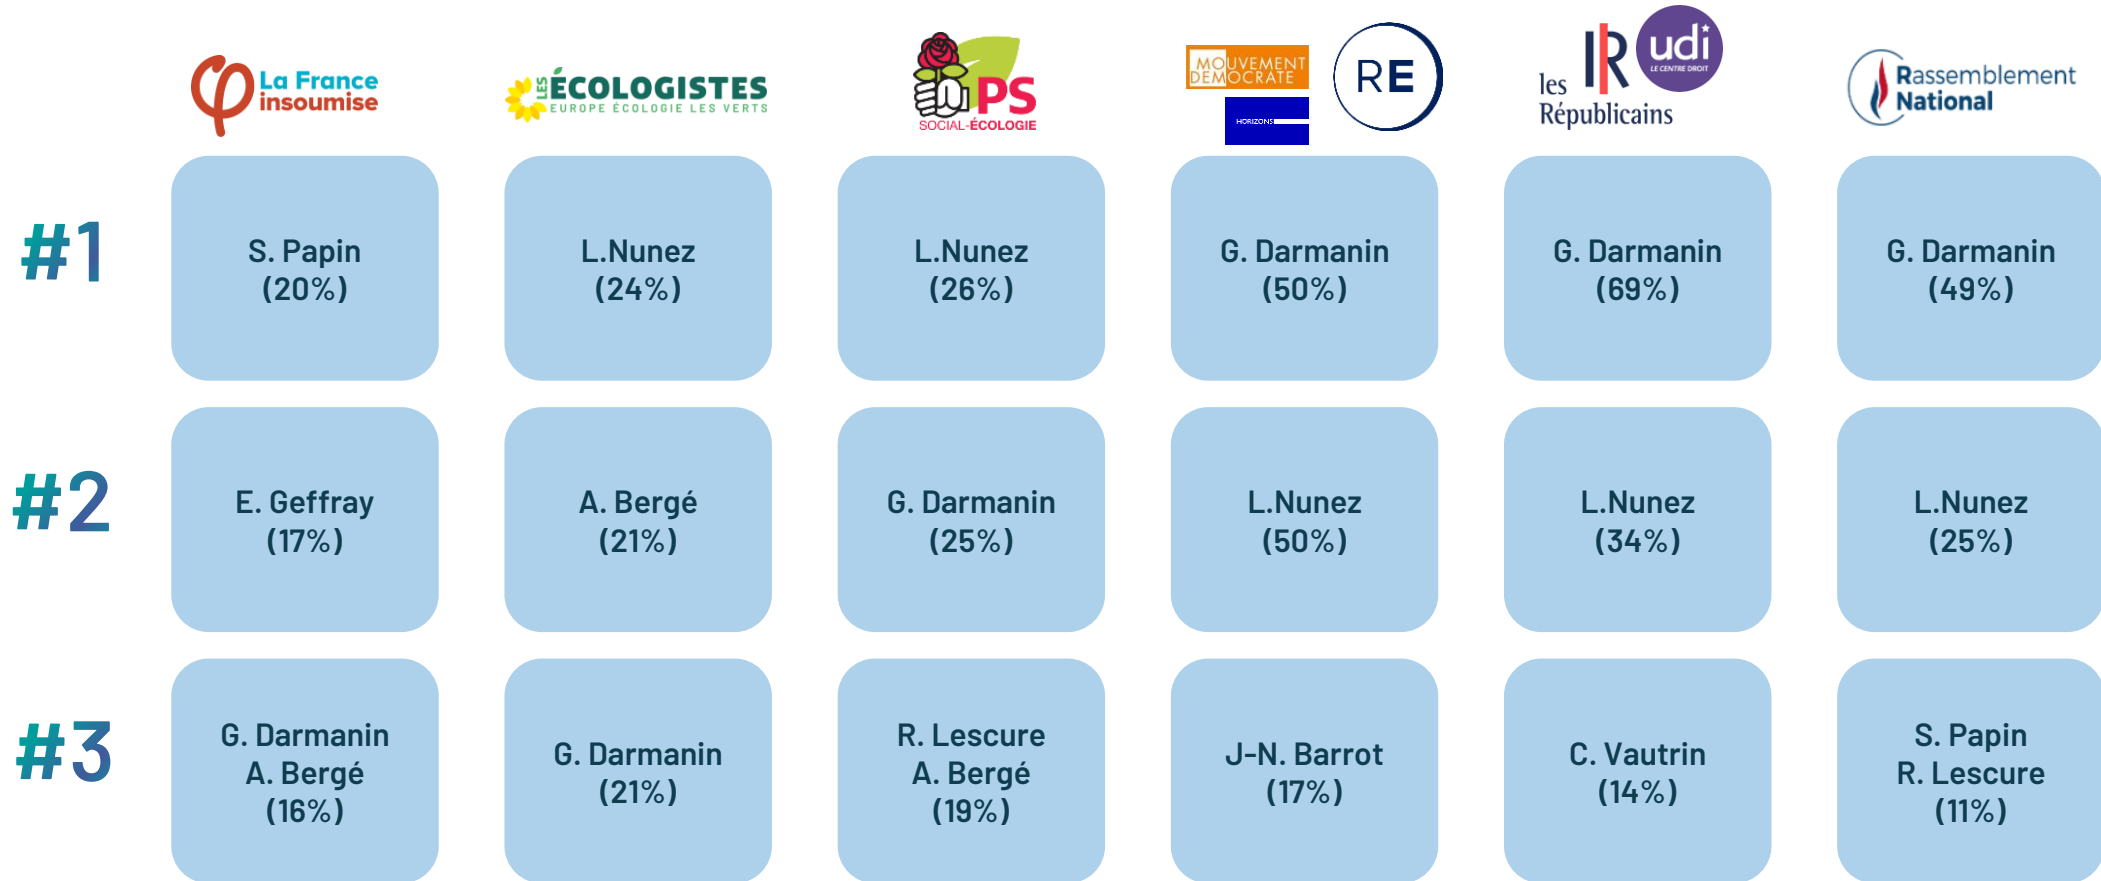 La France
insoumise
LES ÉCOLOGISTES
EUROPE ÉCOLOGIE LES VERTS
PS
SOCIAL-ÉCOLOGIE
MOUVEMENT
DEMOCRATE
HORIZONS
RE
les
Républicains
lR
udi
LE CENTRE DROIT
Rassemblement
National
#1
S. Papin
(20%)
L.Nunez
(24%)
L.Nunez
(26%)
G. Darmanin
(50%)
G. Darmanin
(69%)
G. Darmanin
(49%)
#2
E. Geffray
(17%)
A. Bergé
(21%)
G. Darmanin
(25%)
L.Nunez
(50%)
L.Nunez
(34%)
L.Nunez
(25%)
#3
G. Darmanin
A. Bergé
(16%)
G. Darmanin
(21%)
R. Lescure
A. Bergé
(19%)
J-N. Barrot
(17%)
C. Vautrin
(14%)
S. Papin
R. Lescure
(11%)